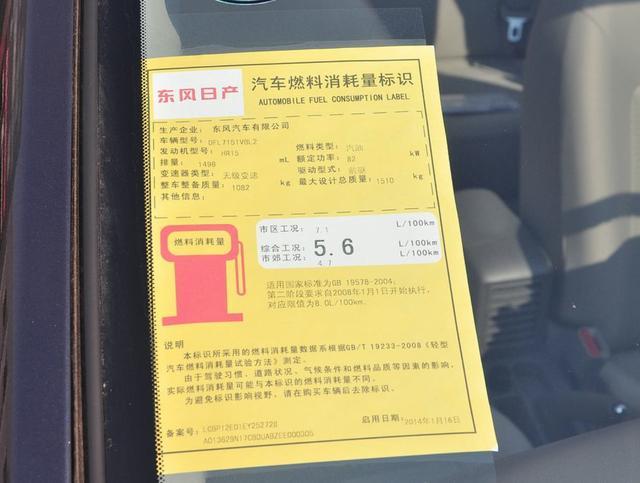 东风日产
汽车燃料消耗量标识
AUTOMOBILE FUEL CONSUMPTION LABEL
生产企业: 东风汽车有限公司
车辆型号: DFL7151VBL2
发动机型号: HR15 燃料类型: 汽油
排量: 1498 mL 额定功率: 82 kW
变速器类型: 无级变速 驱动型式: 前驱
整车整备质量: 1082 kg 最大设计总质量: 1510 kg
其他信息:
燃料消耗量
市区工况: 7.1 L/100km
综合工况: 5.6 L/100km
市郊工况: 4.7 L/100km
适用国家标准为GB 19578-2004;
第二阶段要求自2008年1月1日开始执行,
对应限值为8.0L/100km.
说明
本标识所采用的燃料消耗量数据系根据GB/T 19233-2008《轻型
汽车燃料消耗量试验方法》测定。
由于驾驶习惯、道路状况、气候条件和燃料品质等因素的影响,
实际燃料消耗量可能与本标识的燃料消耗量不同。
为避免标识影响视野,请在购买车辆后去除标识。
备案号: 启用日期: 2014年1月16日